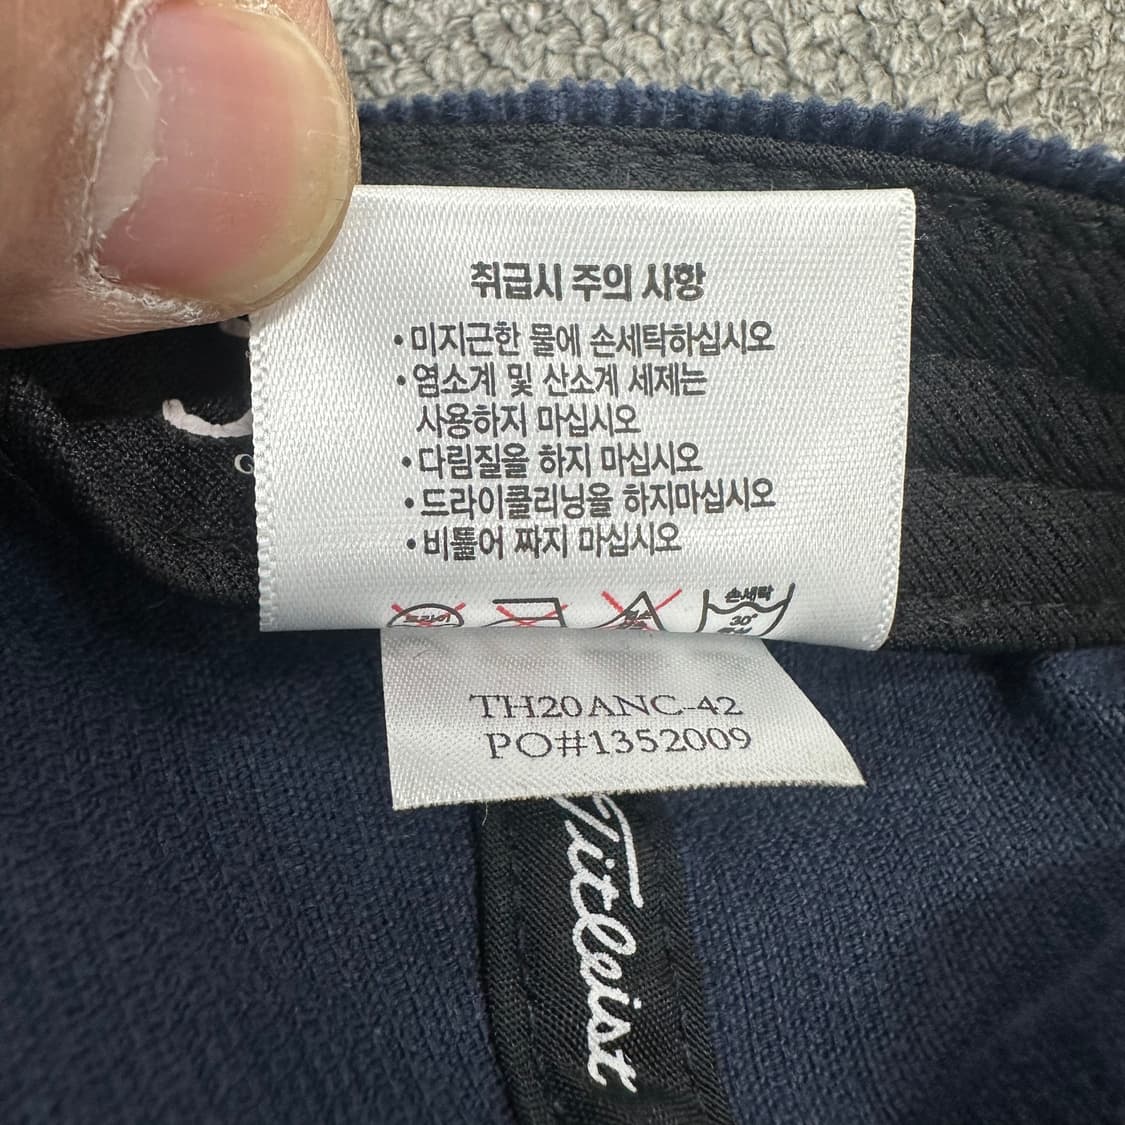 취급시 주의 사항
• 미지근한 물에 손세탁하십시오
• 염소계 및 산소계 세제는
사용하지 마십시오
• 다림질을 하지 마십시오
• 드라이클리닝을 하지마십시오
• 비틀어 짜지 마십시오
드라이
손세탁
30°
TH20ANC-42
PO#1352009
Titleist